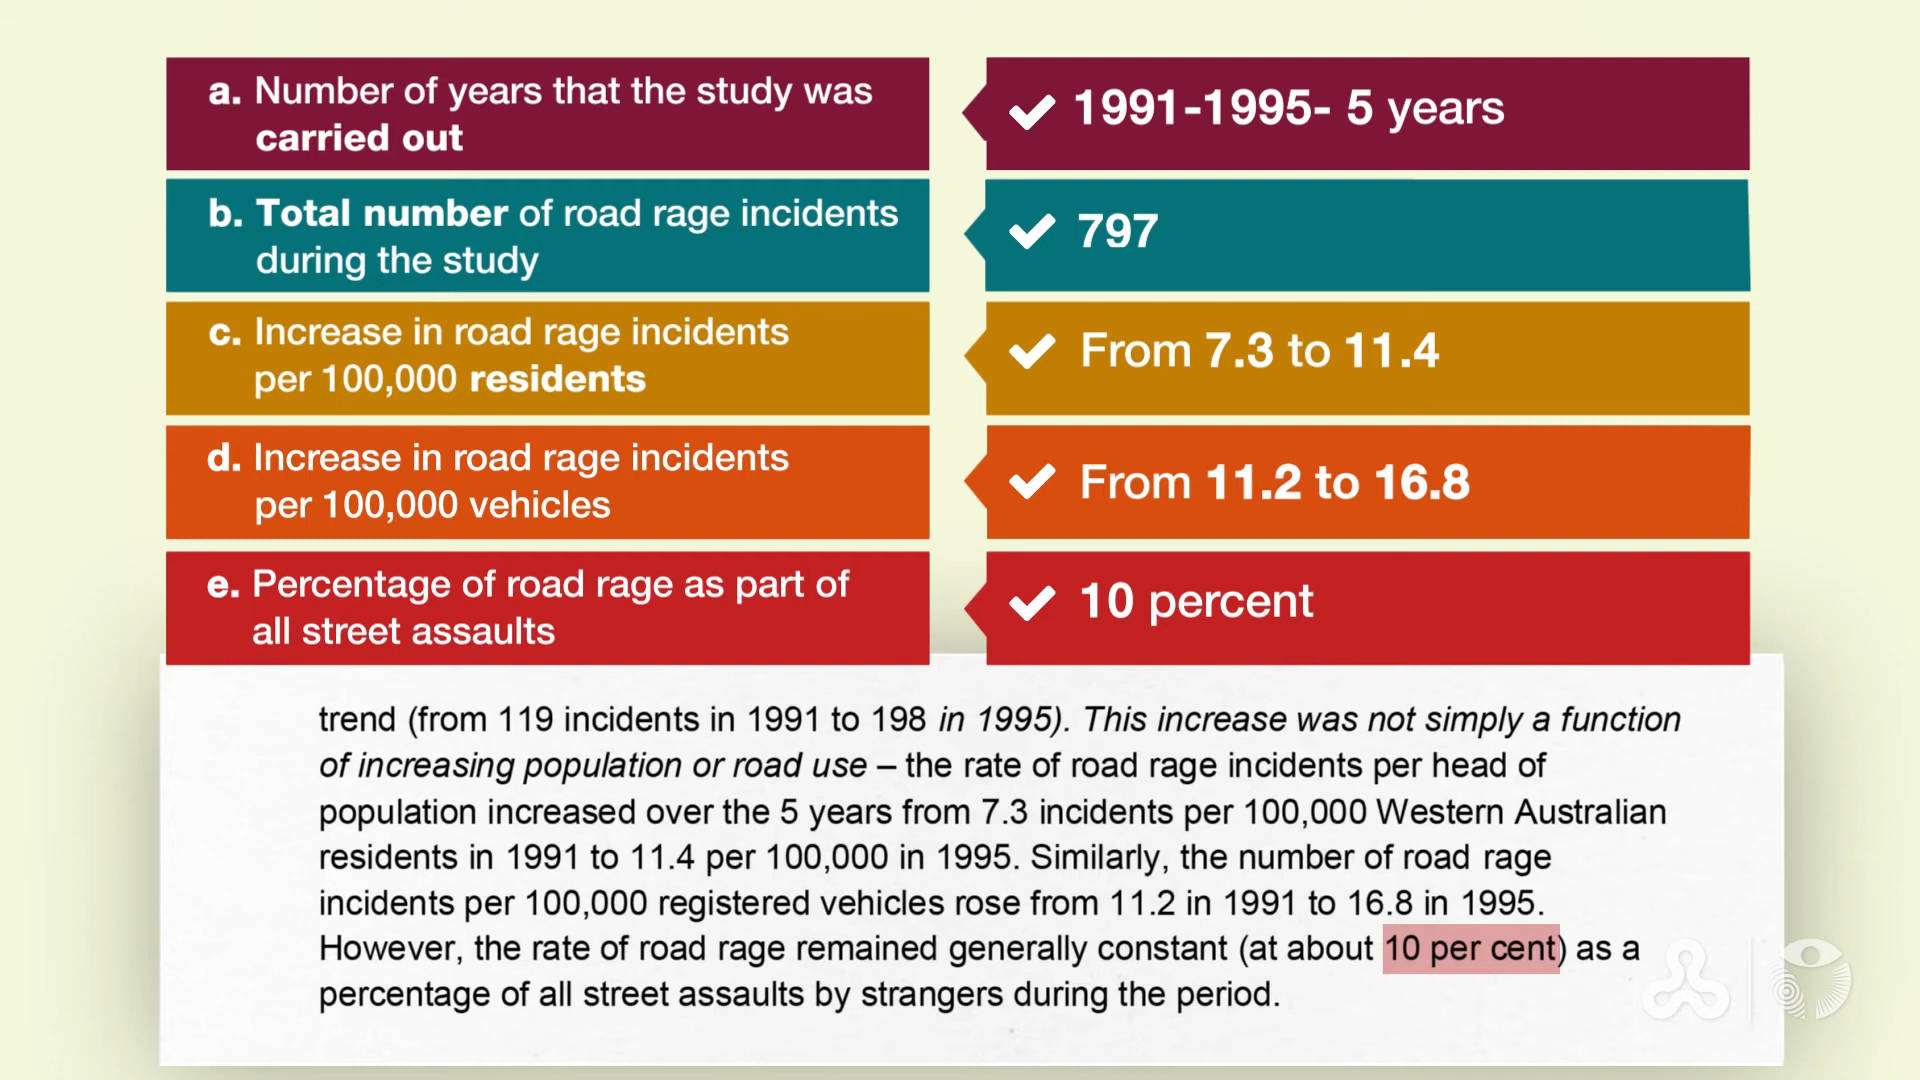 a. Number of years that the study was
carried out
1991-1995- 5 years
b. Total number of road rage incidents
during the study
797
c. Increase in road rage incidents
per 100,000 residents
From 7.3 to 11.4
d. Increase in road rage incidents
per 100,000 vehicles
From 11.2 to 16.8
e. Percentage of road rage as part of
all street assaults
10 percent
trend (from 119 incidents in 1991 to 198 in 1995). This increase was not simply a function
of increasing population or road use – the rate of road rage incidents per head of
population increased over the 5 years from 7.3 incidents per 100,000 Western Australian
residents in 1991 to 11.4 per 100,000 in 1995. Similarly, the number of road rage
incidents per 100,000 registered vehicles rose from 11.2 in 1991 to 16.8 in 1995.
However, the rate of road rage remained generally constant (at about 10 per cent) as a
percentage of all street assaults by strangers during the period.